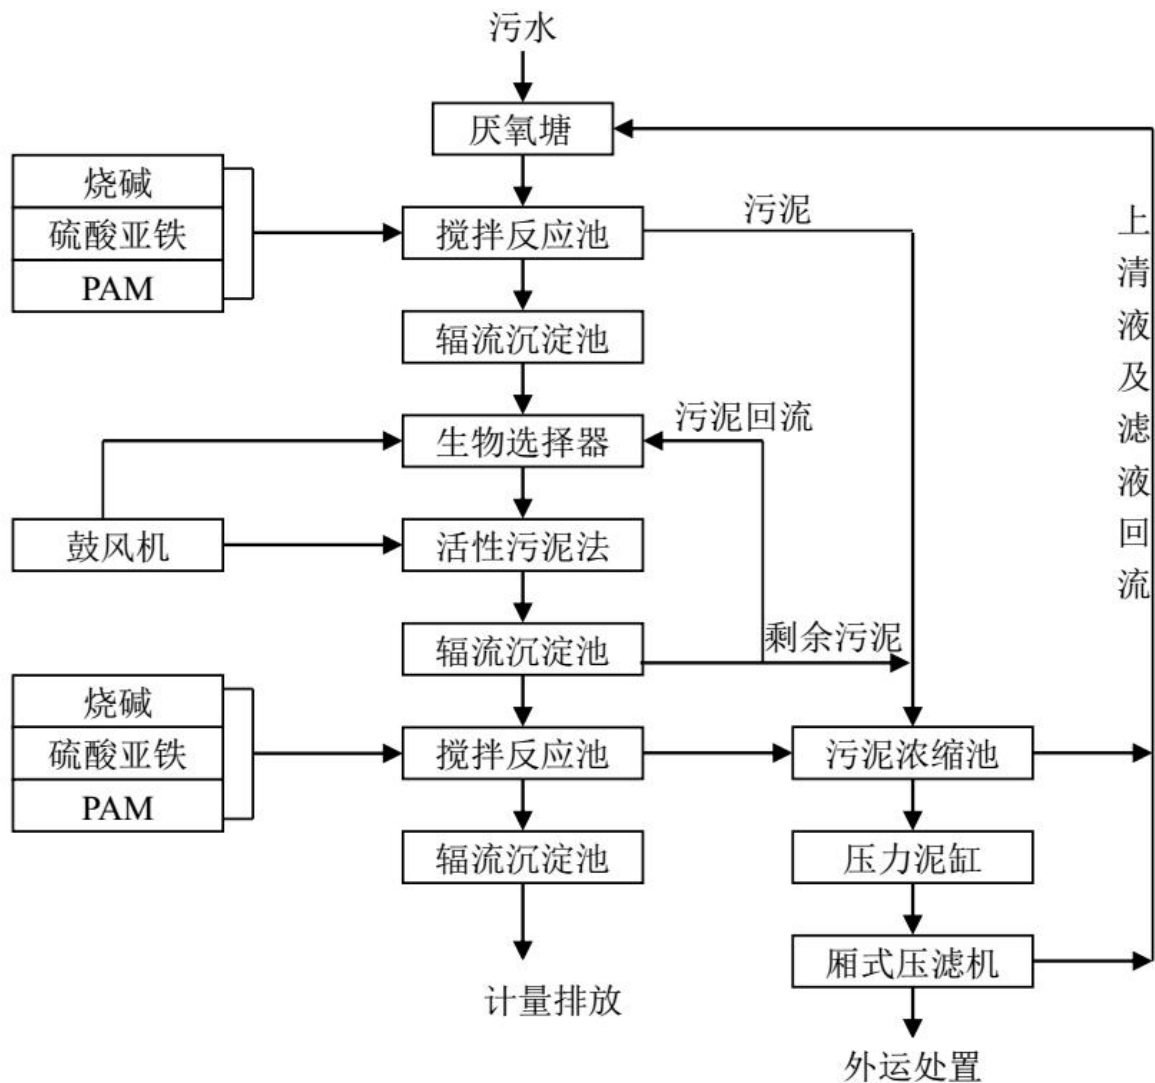 污水
厌氧塘
烧碱
硫酸亚铁
PAM
搅拌反应池
污泥
辐流沉淀池
生物选择器
污泥回流
鼓风机
活性污泥法
辐流沉淀池
剩余污泥
烧碱
硫酸亚铁
PAM
搅拌反应池
污泥浓缩池
辐流沉淀池
压力泥缸
厢式压滤机
计量排放
外运处置
上清液及滤液回流